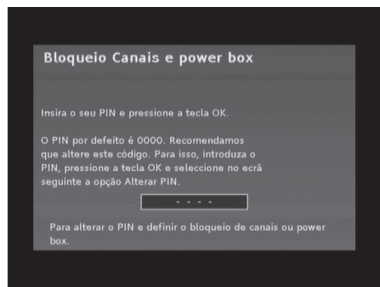 Bloqueio Canais e power box
Insira o seu PIN e pressione a tecla OK.
O PIN por defeito é 0000. Recomendamos
que altere este código. Para isso, introduza o
PIN, pressione a tecla OK e seleccione no ecrã
seguinte a opção Alterar PIN.
- - - -
Para alterar o PIN e definir o bloqueio de canais ou power
box.